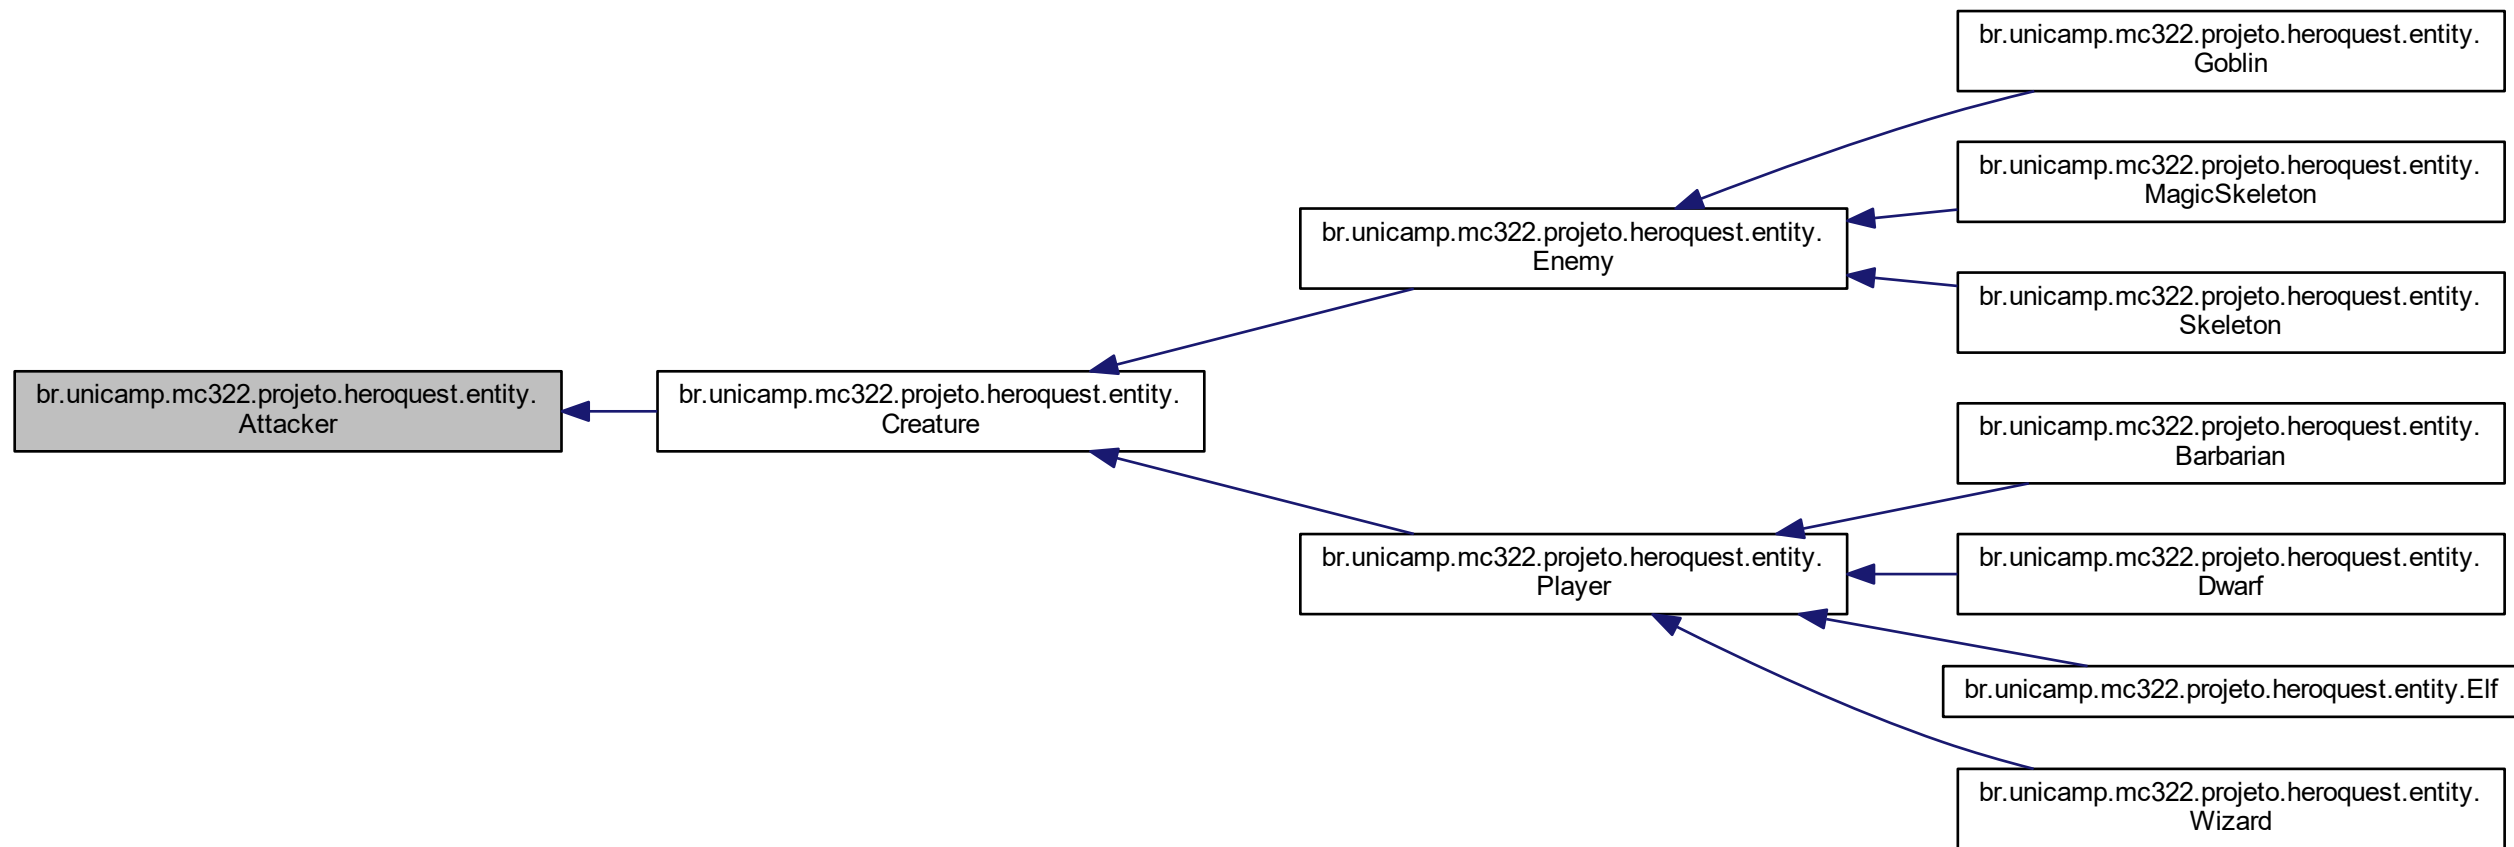 br.unicamp.mc322.projeto.heroquest.entity.
Attacker
br.unicamp.mc322.projeto.heroquest.entity.
Creature
br.unicamp.mc322.projeto.heroquest.entity.
Enemy
br.unicamp.mc322.projeto.heroquest.entity.
Player
br.unicamp.mc322.projeto.heroquest.entity.
Goblin
br.unicamp.mc322.projeto.heroquest.entity.
MagicSkeleton
br.unicamp.mc322.projeto.heroquest.entity.
Skeleton
br.unicamp.mc322.projeto.heroquest.entity.
Barbarian
br.unicamp.mc322.projeto.heroquest.entity.
Dwarf
br.unicamp.mc322.projeto.heroquest.entity.Elf
br.unicamp.mc322.projeto.heroquest.entity.
Wizard